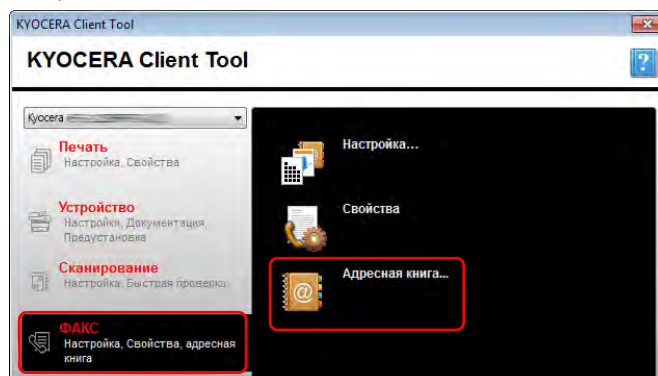 KYOCERA Client Tool
KYOCERA Client Tool
?
Kyocera
Печать
Настройка, Свойства
Устройство
Настройки, Документация,
Предустановка
Сканирование
Настройка, Быстрая проверка
ФАКС
Настройка, Свойства, адресная
книга
Настройка...
Свойства
Адресная книга...